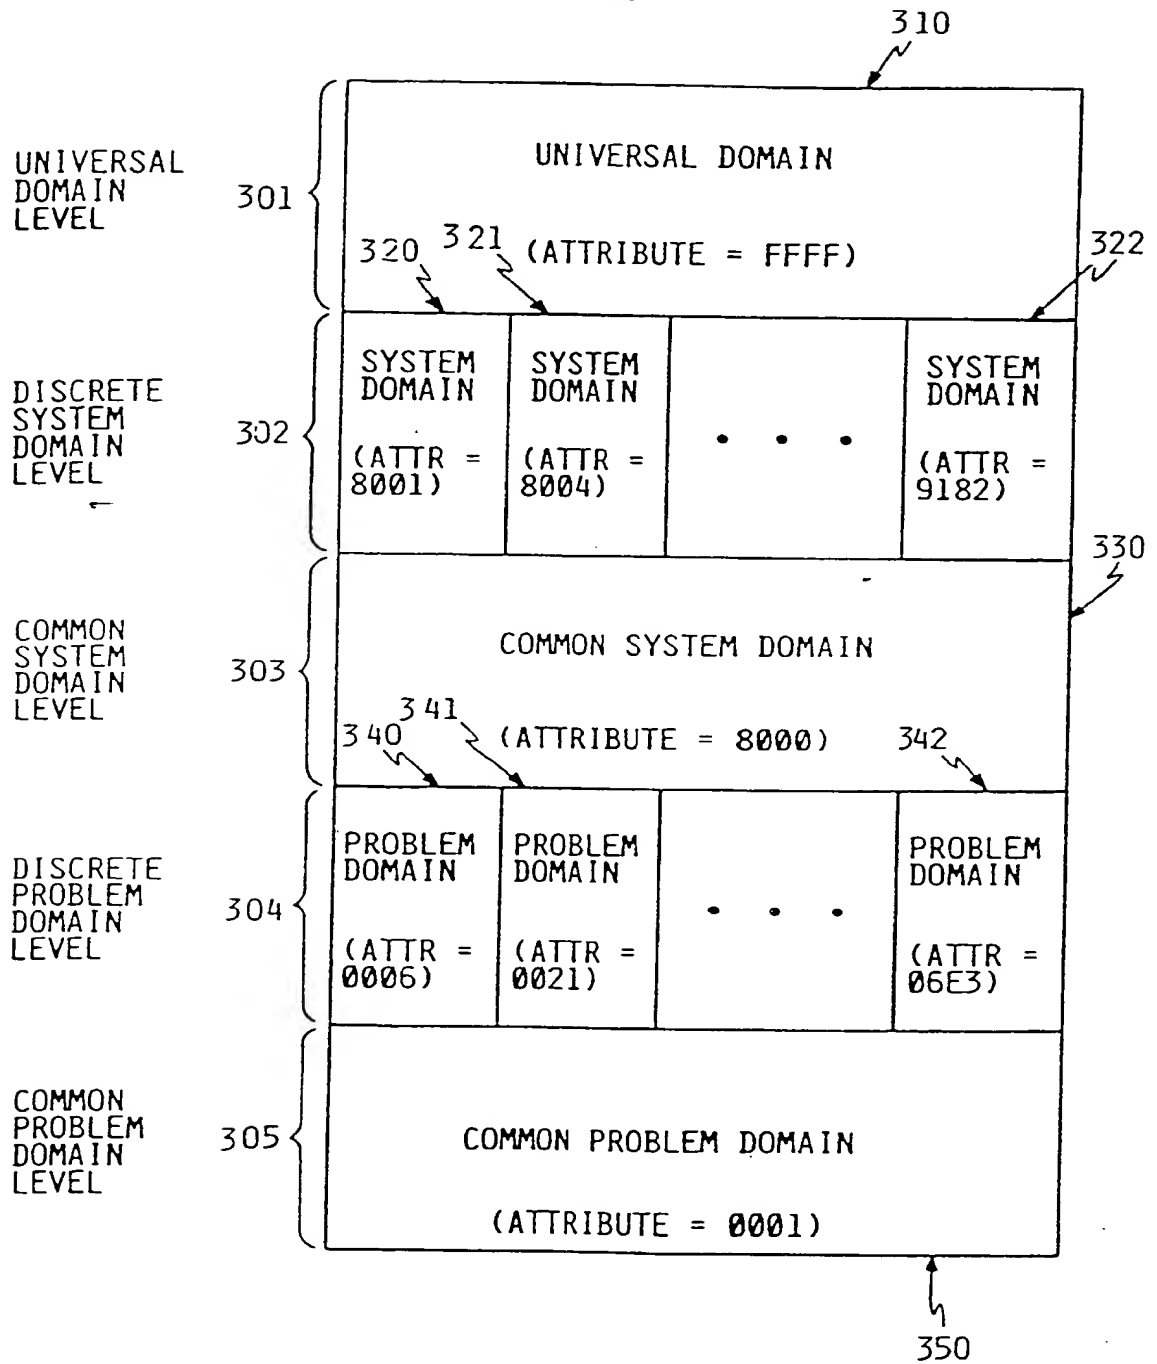 310
UNIVERSAL
DOMAIN
LEVEL
301
UNIVERSAL DOMAIN
(ATTRIBUTE = FFFF)
320
321
322
DISCRETE
SYSTEM
DOMAIN
LEVEL
302
SYSTEM
DOMAIN
(ATTR =
8001)
SYSTEM
DOMAIN
(ATTR =
8004)
• • •
SYSTEM
DOMAIN
(ATTR =
9182)
330
COMMON
SYSTEM
DOMAIN
LEVEL
303
COMMON SYSTEM DOMAIN
(ATTRIBUTE = 8000)
340
341
342
DISCRETE
PROBLEM
DOMAIN
LEVEL
304
PROBLEM
DOMAIN
(ATTR =
0006)
PROBLEM
DOMAIN
(ATTR =
0021)
• • •
PROBLEM
DOMAIN
(ATTR =
06E3)
COMMON
PROBLEM
DOMAIN
LEVEL
305
COMMON PROBLEM DOMAIN
(ATTRIBUTE = 0001)
350